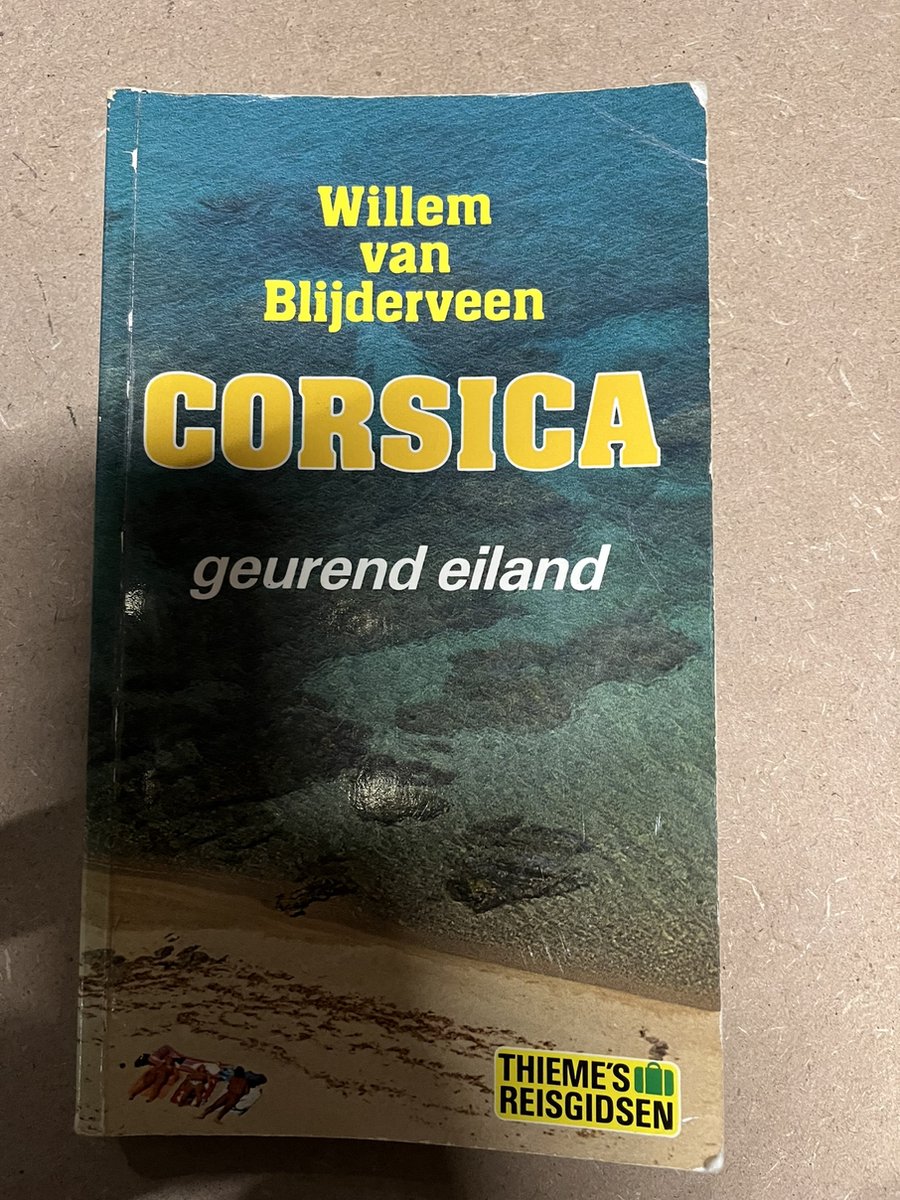 Willem
van
Blijderveen
CORSICA
geurend eiland
THIEME'S
REISGIDSEN